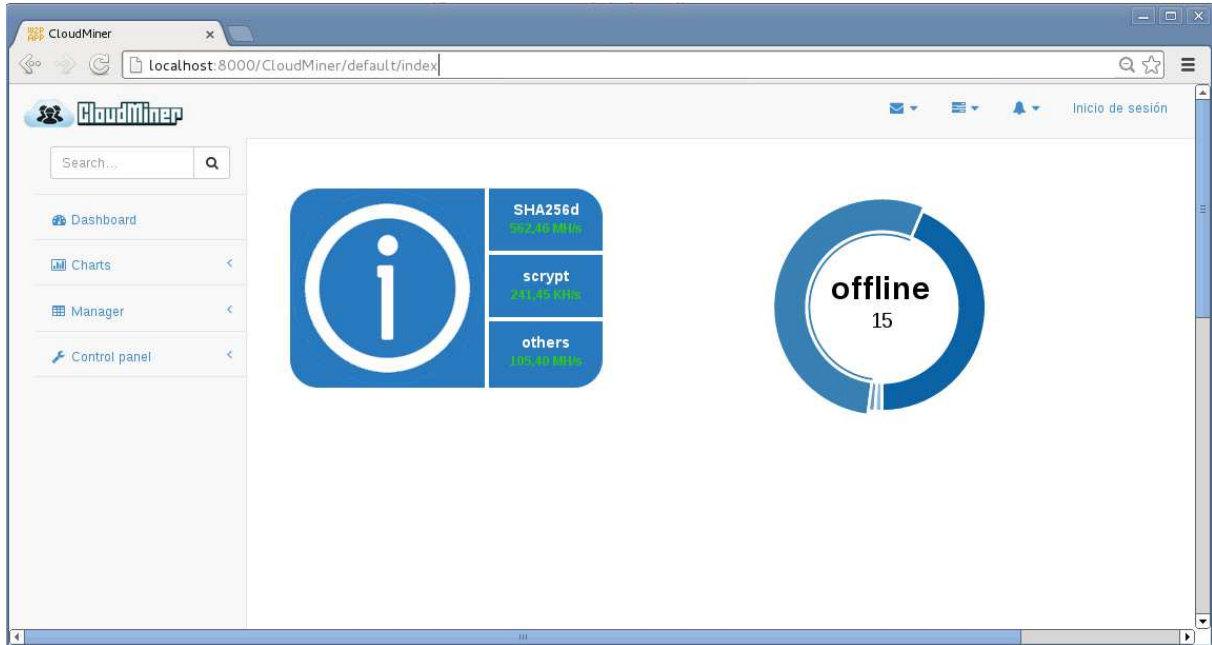 CloudMiner
localhost:8000/CloudMiner/default/index
CloudMiner
Inicio de sesión
Search...
Dashboard
Charts
Manager
Control panel
SHA256d
562,46 MH/s
scrypt
241,45 KH/s
others
105,40 MH/s
offline
15